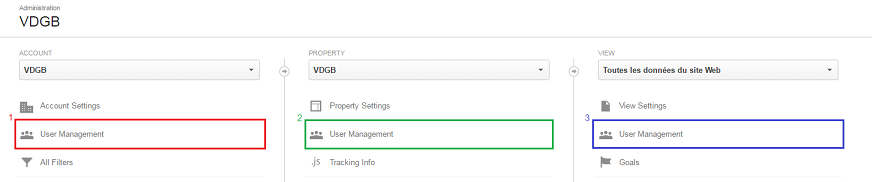 Administration
VDGB
ACCOUNT
VDGB
Account Settings
1
User Management
All Filters
PROPERTY
VDGB
Property Settings
2
User Management
.js Tracking Info
VIEW
Toutes les données du site Web
View Settings
3
User Management
Goals